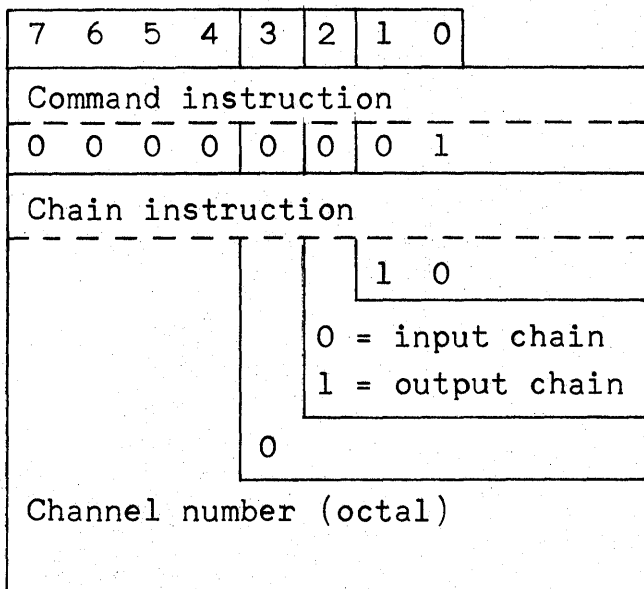 7 6 5 4 3 2 1 0
Command instruction
0 0 0 0 0 0 0 1
Chain instruction
1 0
0 = input chain
1 = output chain
0
Channel number (octal)